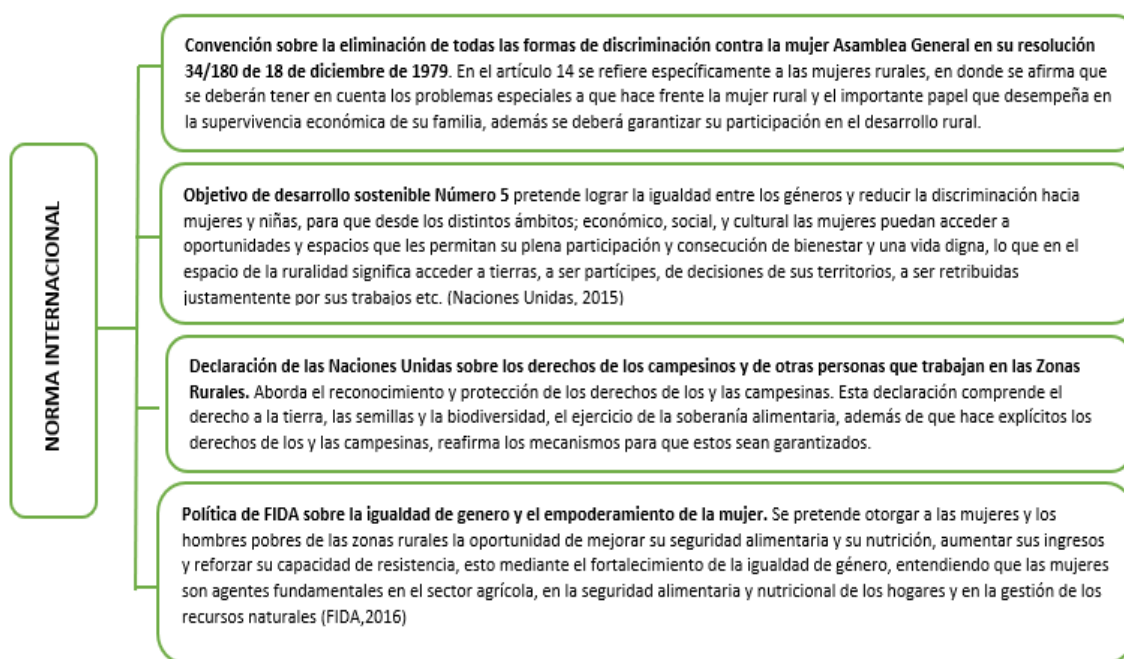 NORMA INTERNACIONAL
Convención sobre la eliminación de todas las formas de discriminación contra la mujer Asamblea General en su resolución
34/180 de 18 de diciembre de 1979. En el artículo 14 se refiere específicamente a las mujeres rurales, en donde se afirma que
se deberán tener en cuenta los problemas especiales a que hace frente la mujer rural y el importante papel que desempeña en
la supervivencia económica de su familia, además se deberá garantizar su participación en el desarrollo rural.
Objetivo de desarrollo sostenible Número 5 pretende lograr la igualdad entre los géneros y reducir la discriminación hacia
mujeres y niñas, para que desde los distintos ámbitos; económico, social, y cultural las mujeres puedan acceder a
oportunidades y espacios que les permitan su plena participación y consecución de bienestar y una vida digna, lo que en el
espacio de la ruralidad significa acceder a tierras, a ser partícipes, de decisiones de sus territorios, a ser retribuidas
justamente por sus trabajos etc. (Naciones Unidas, 2015)
Declaración de las Naciones Unidas sobre los derechos de los campesinos y de otras personas que trabajan en las Zonas
Rurales. Aborda el reconocimiento y protección de los derechos de los y las campesinas. Esta declaración comprende el
derecho a la tierra, las semillas y la biodiversidad, el ejercicio de la soberanía alimentaria, además de que hace explícitos los
derechos de los y las campesinas, reafirma los mecanismos para que estos sean garantizados.
Política de FIDA sobre la igualdad de genero y el empoderamiento de la mujer. Se pretende otorgar a las mujeres y los
hombres pobres de las zonas rurales la oportunidad de mejorar su seguridad alimentaria y su nutrición, aumentar sus ingresos
y reforzar su capacidad de resistencia, esto mediante el fortalecimiento de la igualdad de género, entendiendo que las mujeres
son agentes fundamentales en el sector agrícola, en la seguridad alimentaria y nutricional de los hogares y en la gestión de los
recursos naturales (FIDA,2016)